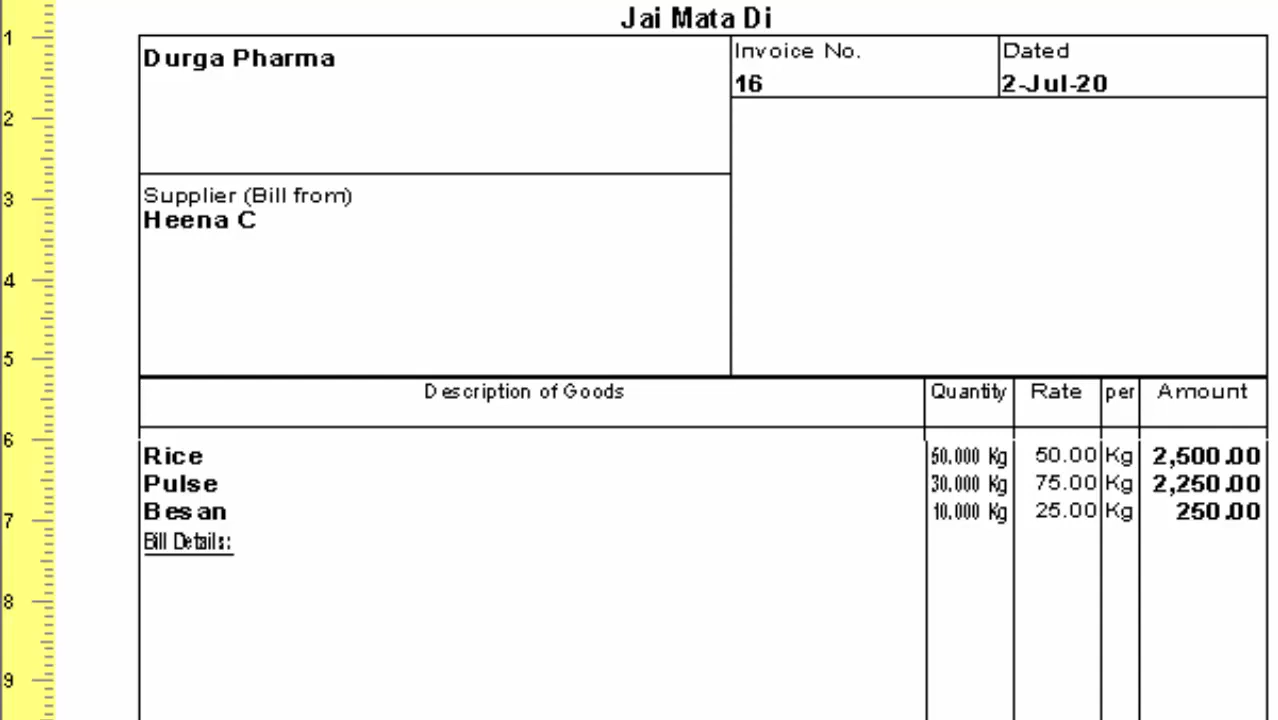 Jai Mata Di
1
Durga Pharma
Invoice No.
16
Dated
2-Jul-20
2
3
Supplier (Bill from)
Heena C
4
5
Description of Goods Quantity Rate per Amount
6
Rice 50.000 Kg 50.00 Kg 2,500.00
Pulse 30.000 Kg 75.00 Kg 2,250.00
7
Besan 10.000 Kg 25.00 Kg 250.00
Bill Details:
8
9